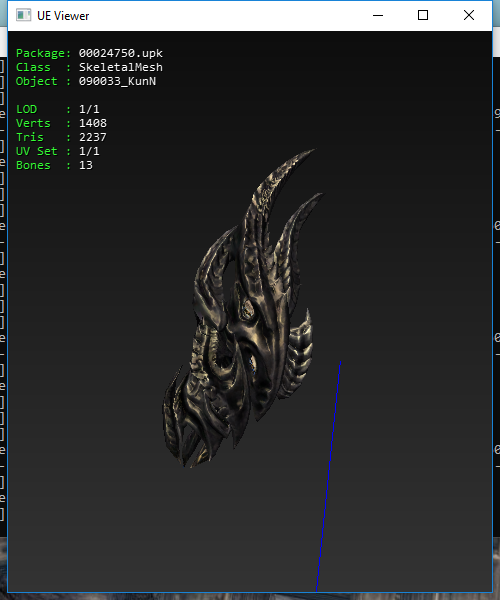 UE Viewer
Package: 00024750.upk
Class  : SkeletalMesh
Object : 090033_KunN
LOD    : 1/1
Verts  : 1408
Tris   : 2237
UV Set : 1/1
Bones  : 13